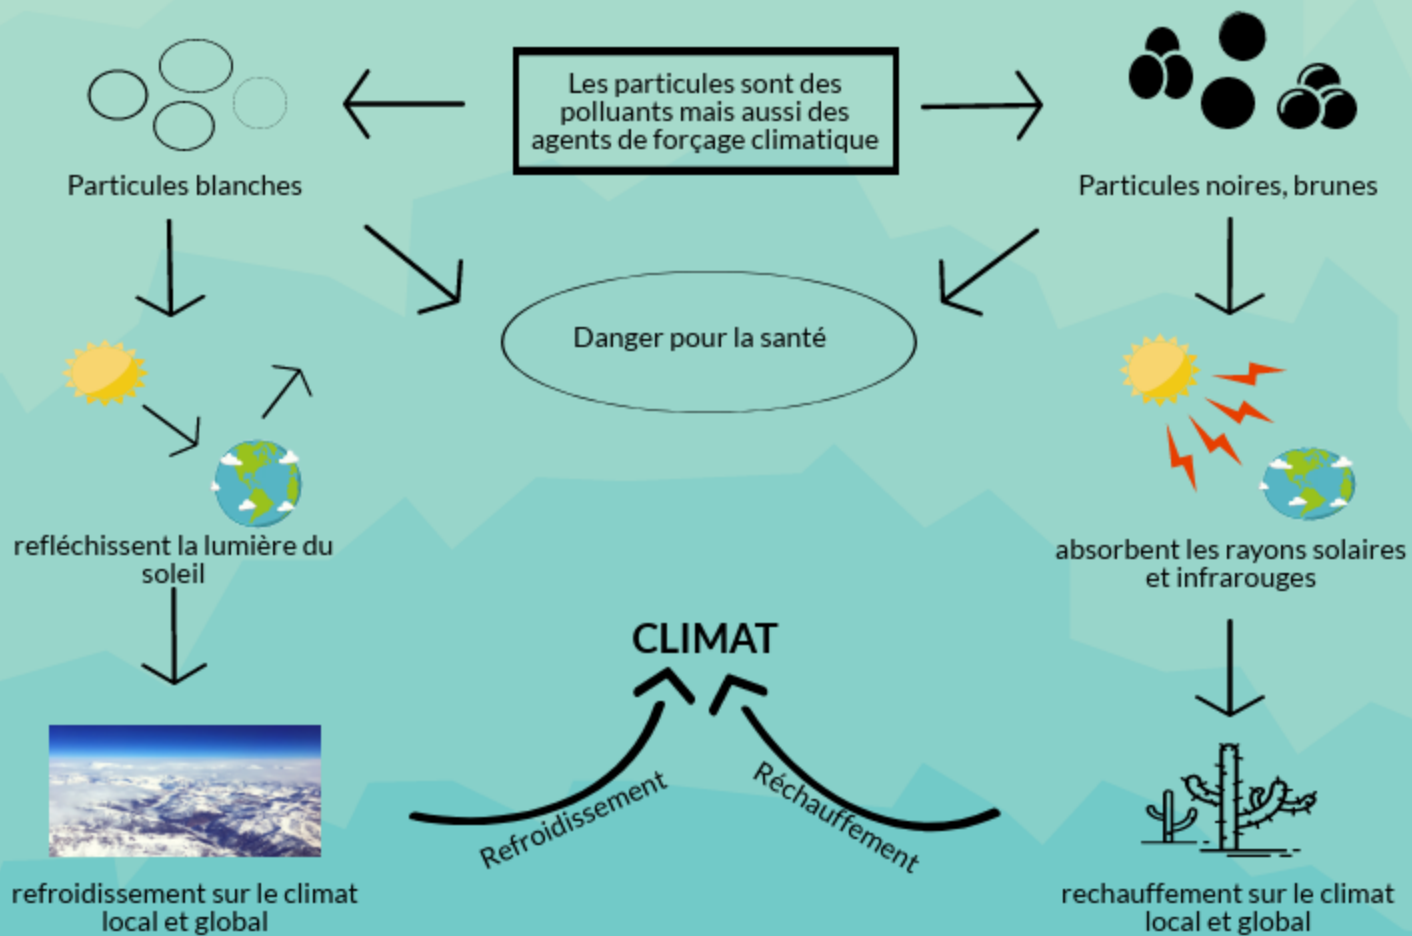 Les particules sont des
polluants mais aussi des
agents de forçage climatique
Particules blanches
Particules noires, brunes
Danger pour la santé
refléchissent la lumière du
soleil
absorbent les rayons solaires
et infrarouges
CLIMAT
Refroidissement
Réchauffement
refroidissement sur le climat
local et global
rechauffement sur le climat
local et global